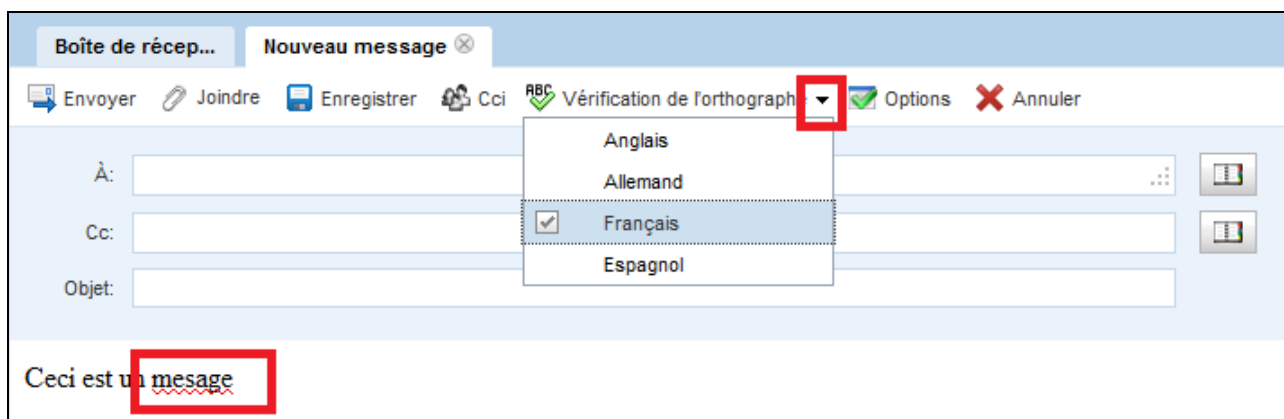 Boîte de récep... Nouveau message
Envoyer Joindre Enregistrer Cci ABC Vérification de l'orthographe Options Annuler
Anglais
À: Allemand
Cc: Français
Espagnol
Objet:
Ceci est un mesage